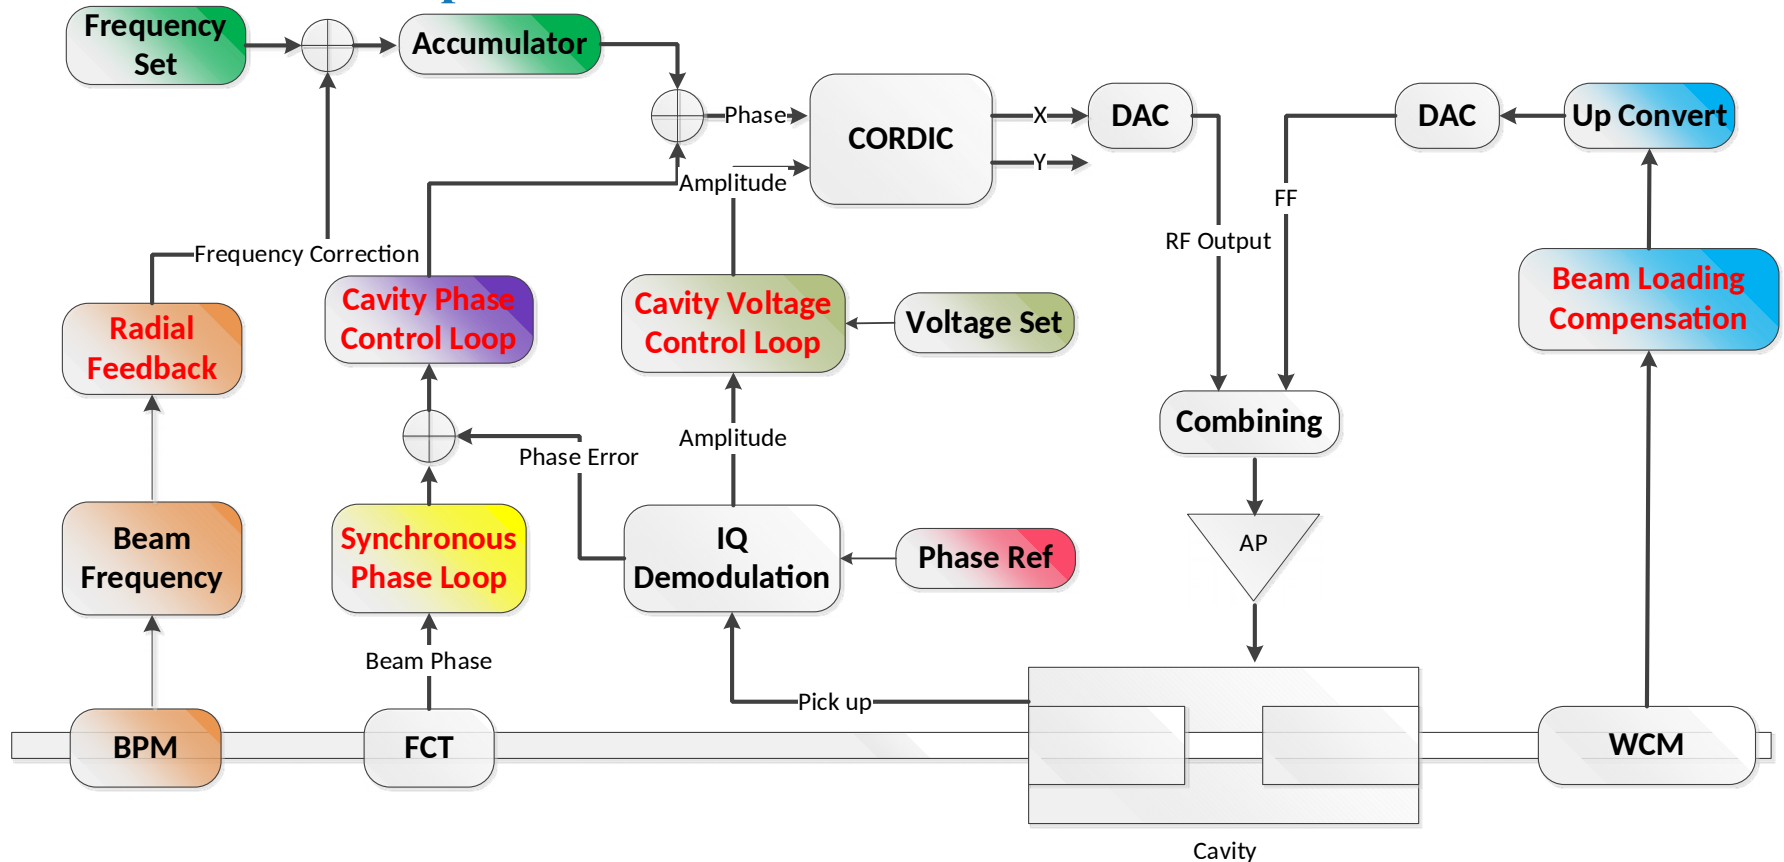 Frequency
Set
Accumulator
Phase
CORDIC
X
Y
DAC
DAC
Up Convert
Amplitude
FF
RF Output
Frequency Correction
Radial
Feedback
Cavity Phase
Control Loop
Cavity Voltage
Control Loop
Voltage Set
Beam Loading
Compensation
Combining
Amplitude
Phase Error
Beam
Frequency
Synchronous
Phase Loop
IQ
Demodulation
Phase Ref
AP
Beam Phase
Pick up
BPM
FCT
WCM
Cavity